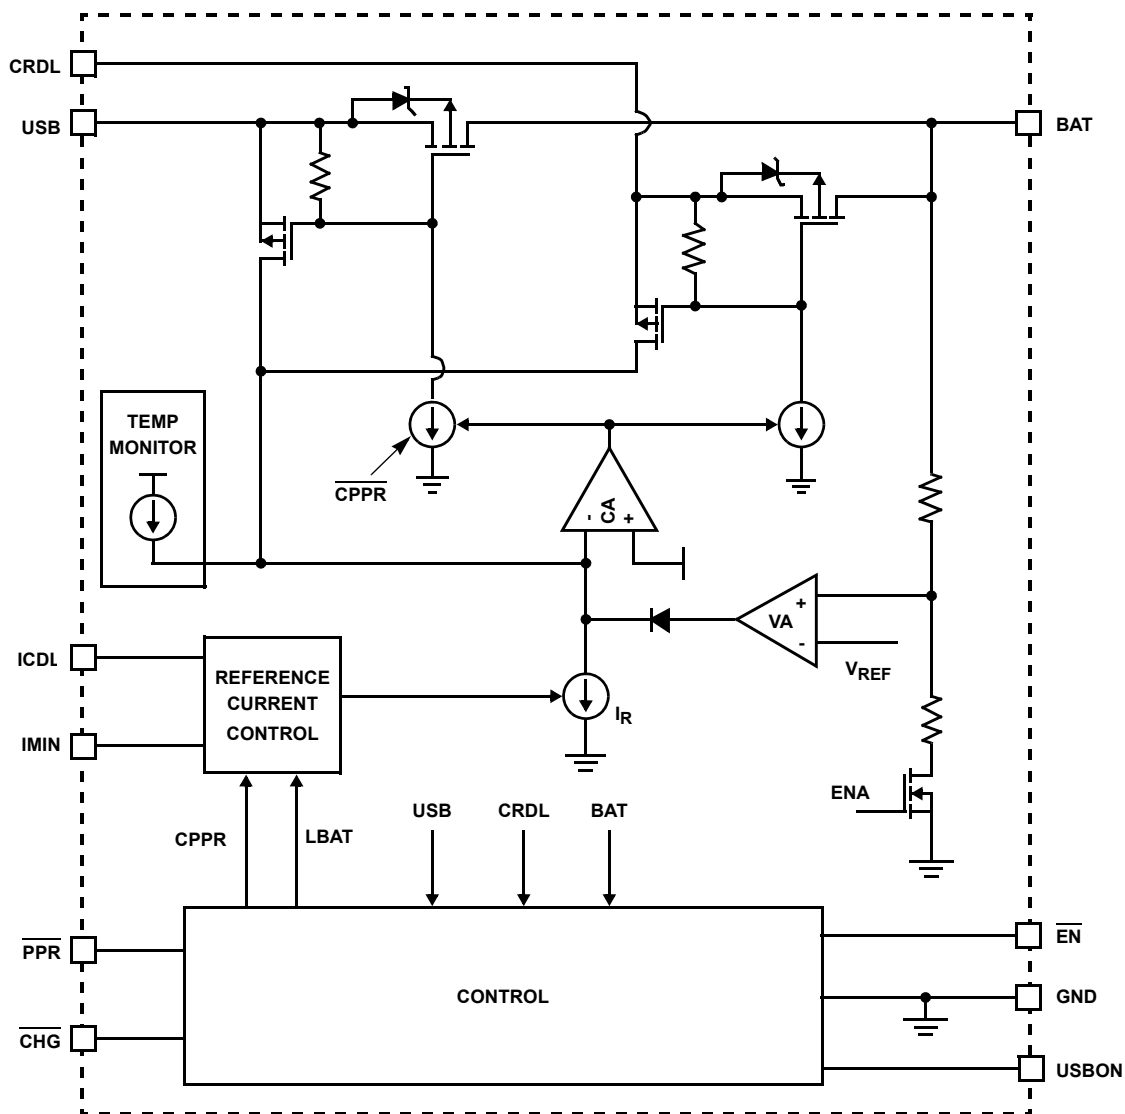 CRDL
USB
BAT
TEMP
MONITOR
CPPR
CA
-
+
+
VA
-
VREF
ICDL
REFERENCE
CURRENT
CONTROL
IR
IMIN
ENA
USB
CRDL
BAT
CPPR
LBAT
PPR
EN
CONTROL
GND
CHG
USBON